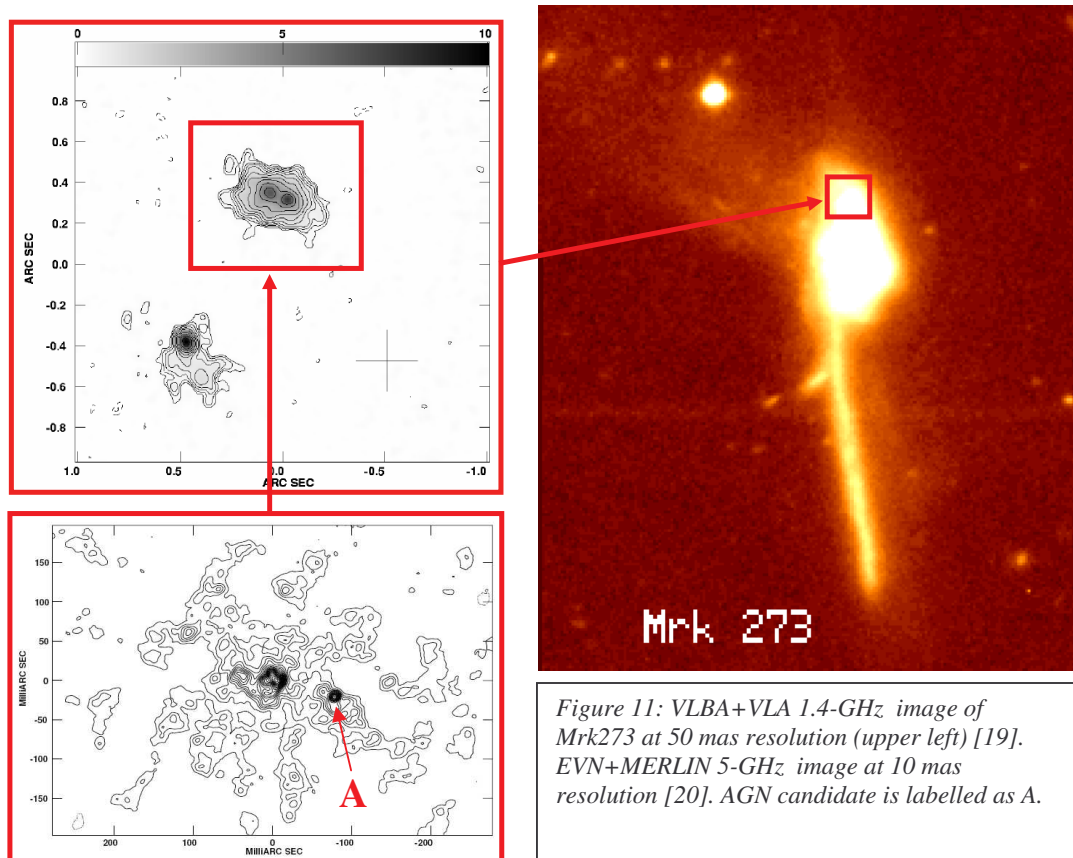 0 5 10
0.8
0.6
0.4
0.2
0.0
-0.2
-0.4
-0.6
-0.8
ARC SEC
1.0 0.5 0.0 -0.5 -1.0
ARC SEC
150
100
50
0
-50
-100
-150
MilliARC SEC
A
200 100 0 -100 -200
MilliARC SEC
Mrk 273
Figure 11: VLBA+VLA 1.4-GHz image of
Mrk273 at 50 mas resolution (upper left) [19].
EVN+MERLIN 5-GHz image at 10 mas
resolution [20]. AGN candidate is labelled as A.